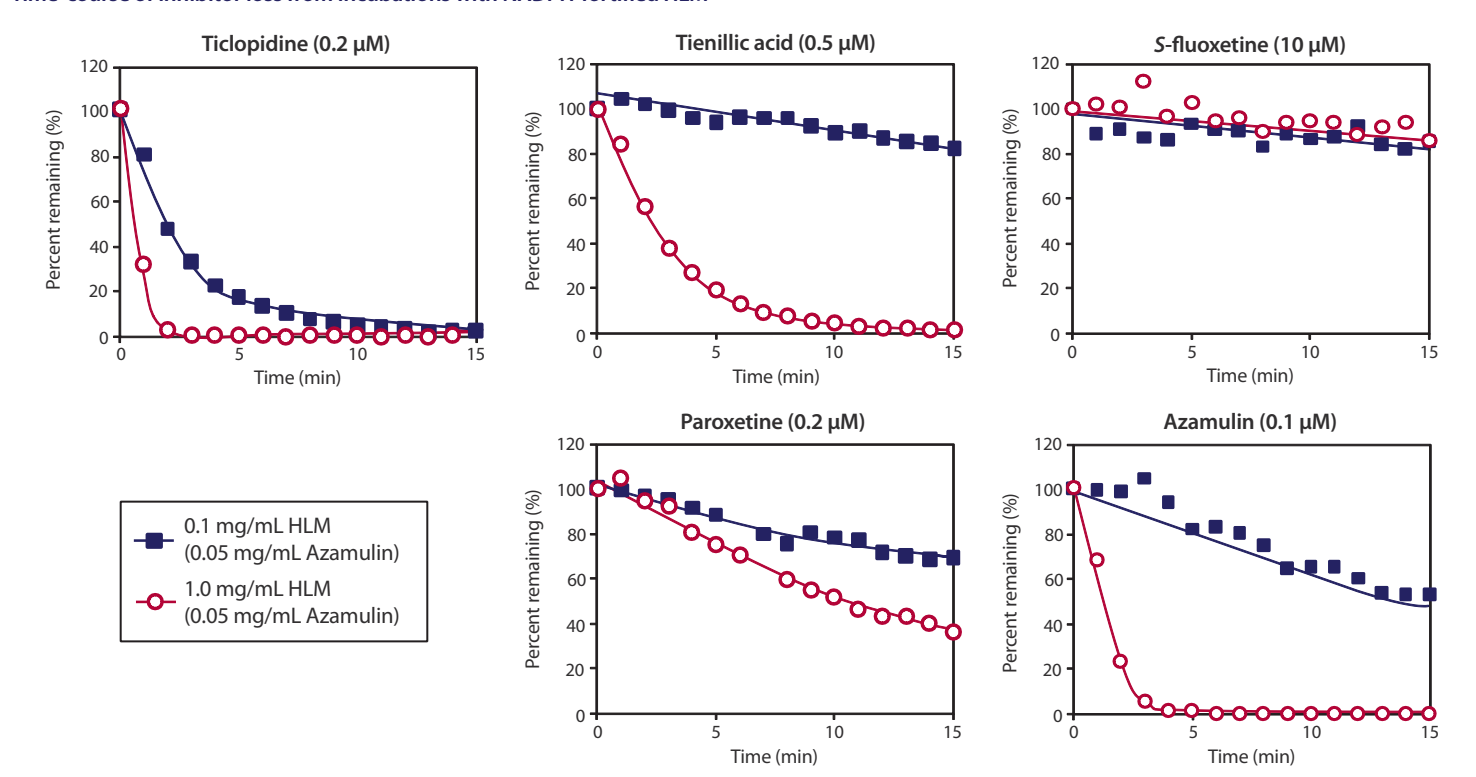 Ticlopidine (0.2 µM)
Percent remaining (%)
120
100
80
60
40
20
0
0 5 10 15
Time (min)
Tienillic acid (0.5 µM)
Percent remaining (%)
120
100
80
60
40
20
0
0 5 10 15
Time (min)
S-fluoxetine (10 µM)
Percent remaining (%)
120
100
80
60
40
20
0
0 5 10 15
Time (min)
0.1 mg/mL HLM
(0.05 mg/mL Azamulin)
1.0 mg/mL HLM
(0.05 mg/mL Azamulin)
Paroxetine (0.2 µM)
Percent remaining (%)
120
100
80
60
40
20
0
0 5 10 15
Time (min)
Azamulin (0.1 µM)
Percent remaining (%)
120
100
80
60
40
20
0
0 5 10 15
Time (min)